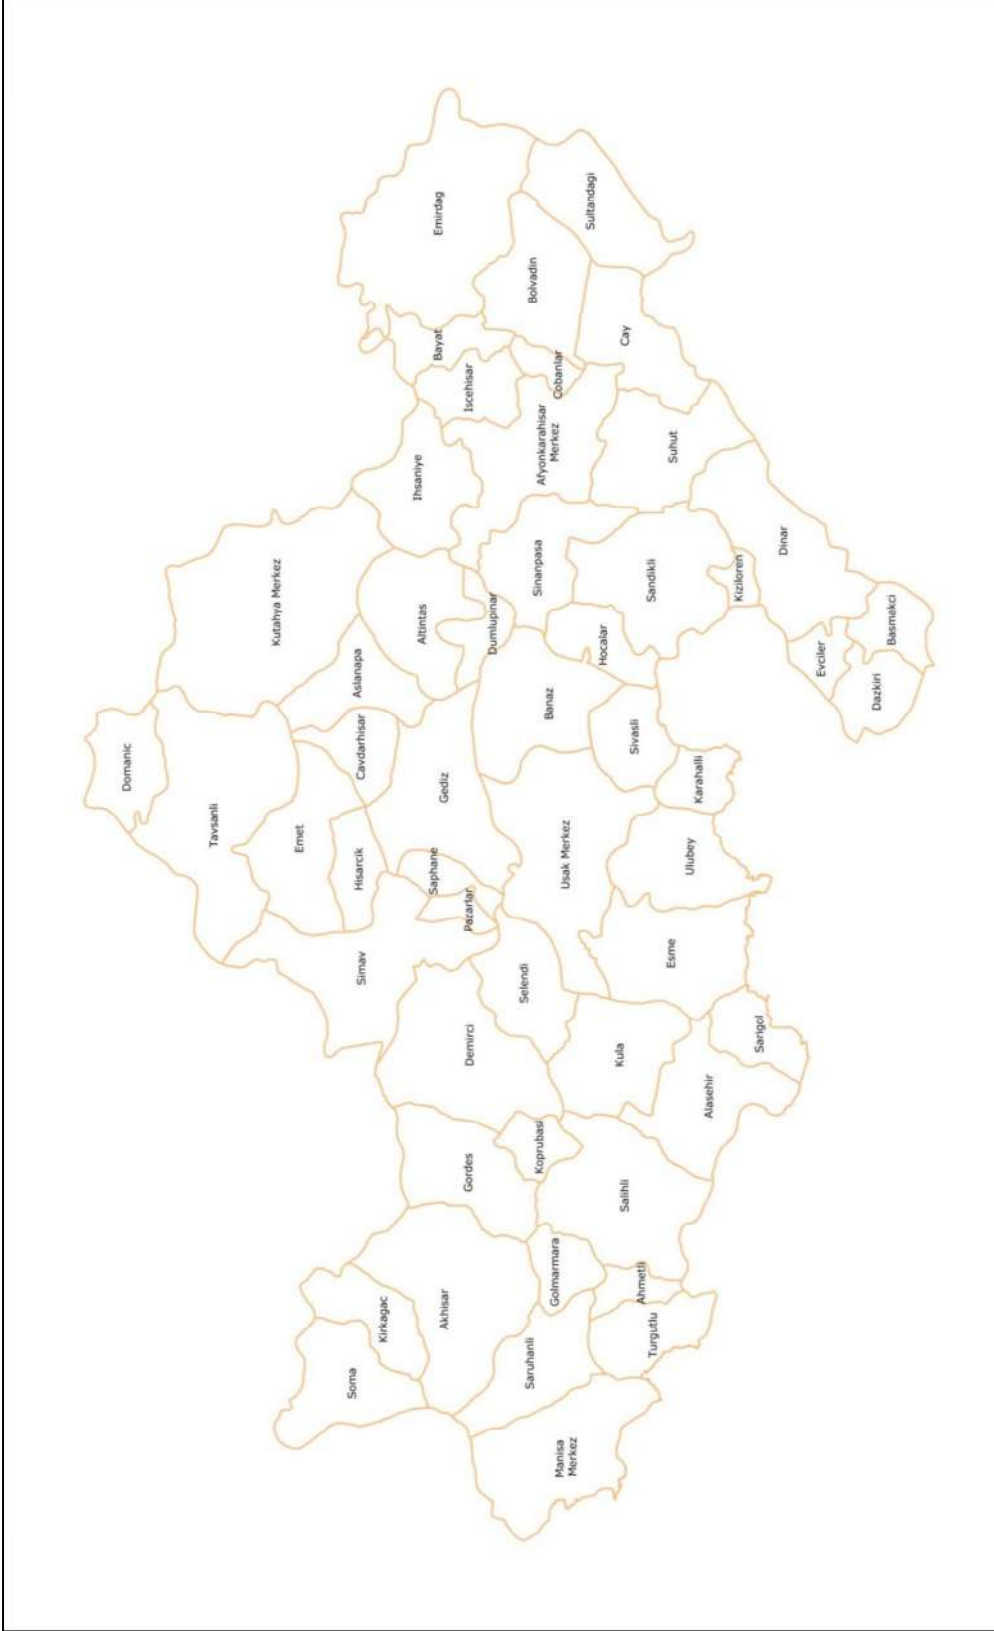 Domanic
Tavsanli
Kutahya Merkez
Emet
Hisarcik
Cavdarhisar
Aslanapa
Altintas
Ihsaniye
Iscehisar
Bayat
Emirdag
Soma
Kirkagac
Akhisar
Gordes
Demirci
Simav
Saphane
Pazarlar
Gediz
Dumlupinar
Sinanpasa
Afyonkarahisar
Merkez
Cobanlar
Bolvadin
Sultandagi
Manisa
Merkez
Saruhanli
Golmarmara
Koprubasi
Selendi
Usak Merkez
Banaz
Hocalar
Sandikli
Suhut
Cay
Turgutlu
Ahmetli
Salihli
Kula
Esme
Ulubey
Sivasli
Karahalli
Kiziloren
Dinar
Alasehir
Sarigol
Evciler
Dazkiri
Basmakci